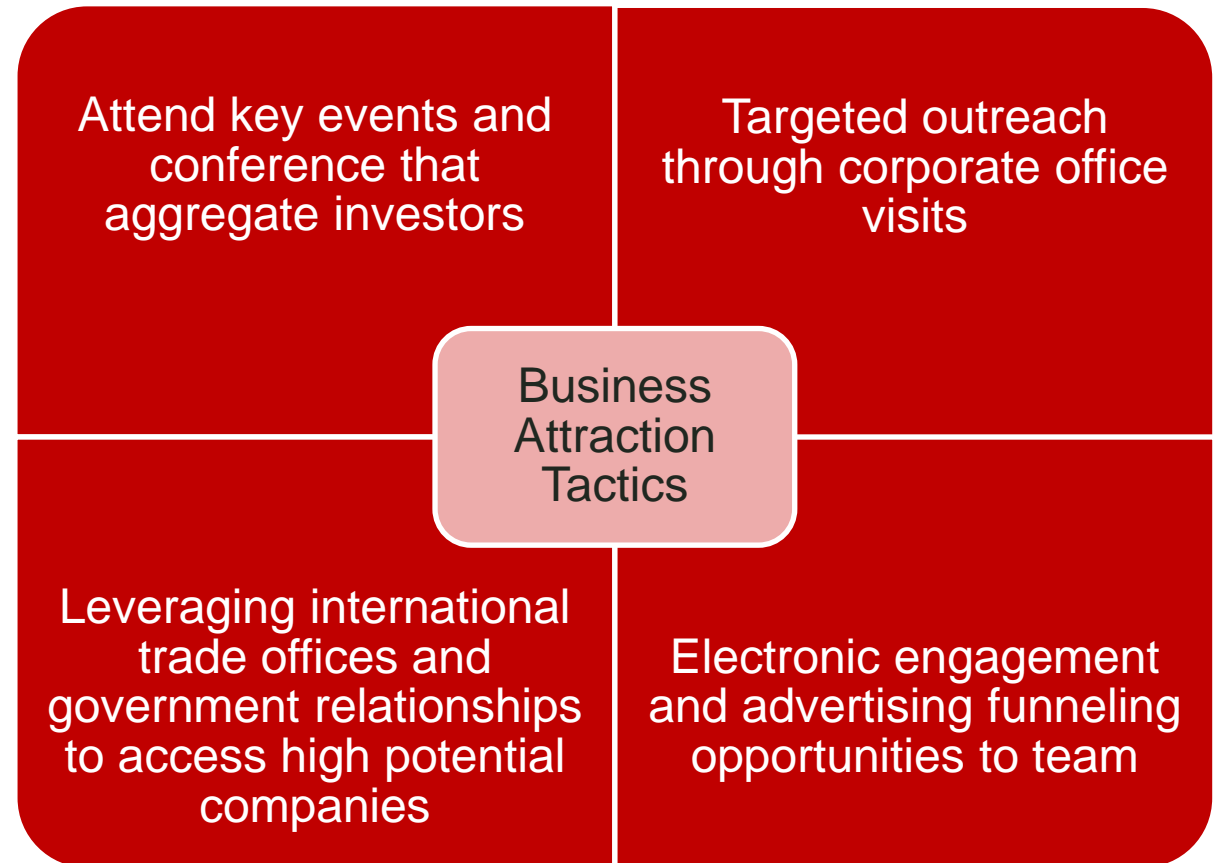 Attend key events and
conference that
aggregate investors
Targeted outreach
through corporate office
visits
Business
Attraction
Tactics
Leveraging international
trade offices and
government relationships
to access high potential
companies
Electronic engagement
and advertising funneling
opportunities to team